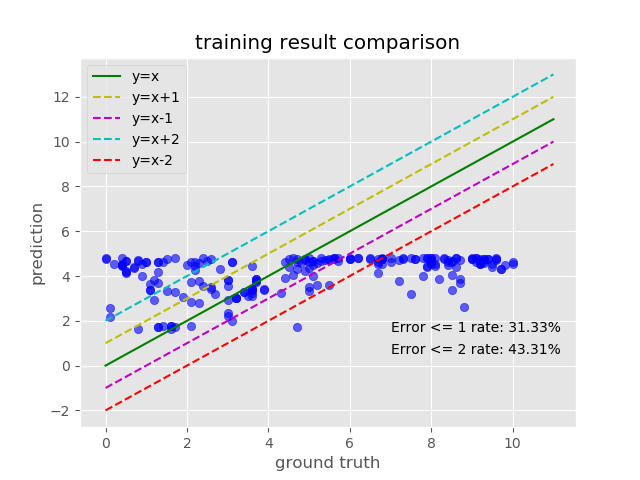 training result comparison
y=x
y=x+1
y=x-1
y=x+2
y=x-2
12
10
8
6
4
2
0
−2
prediction
Error <= 1 rate: 31.33%
Error <= 2 rate: 43.31%
0 2 4 6 8 10
ground truth